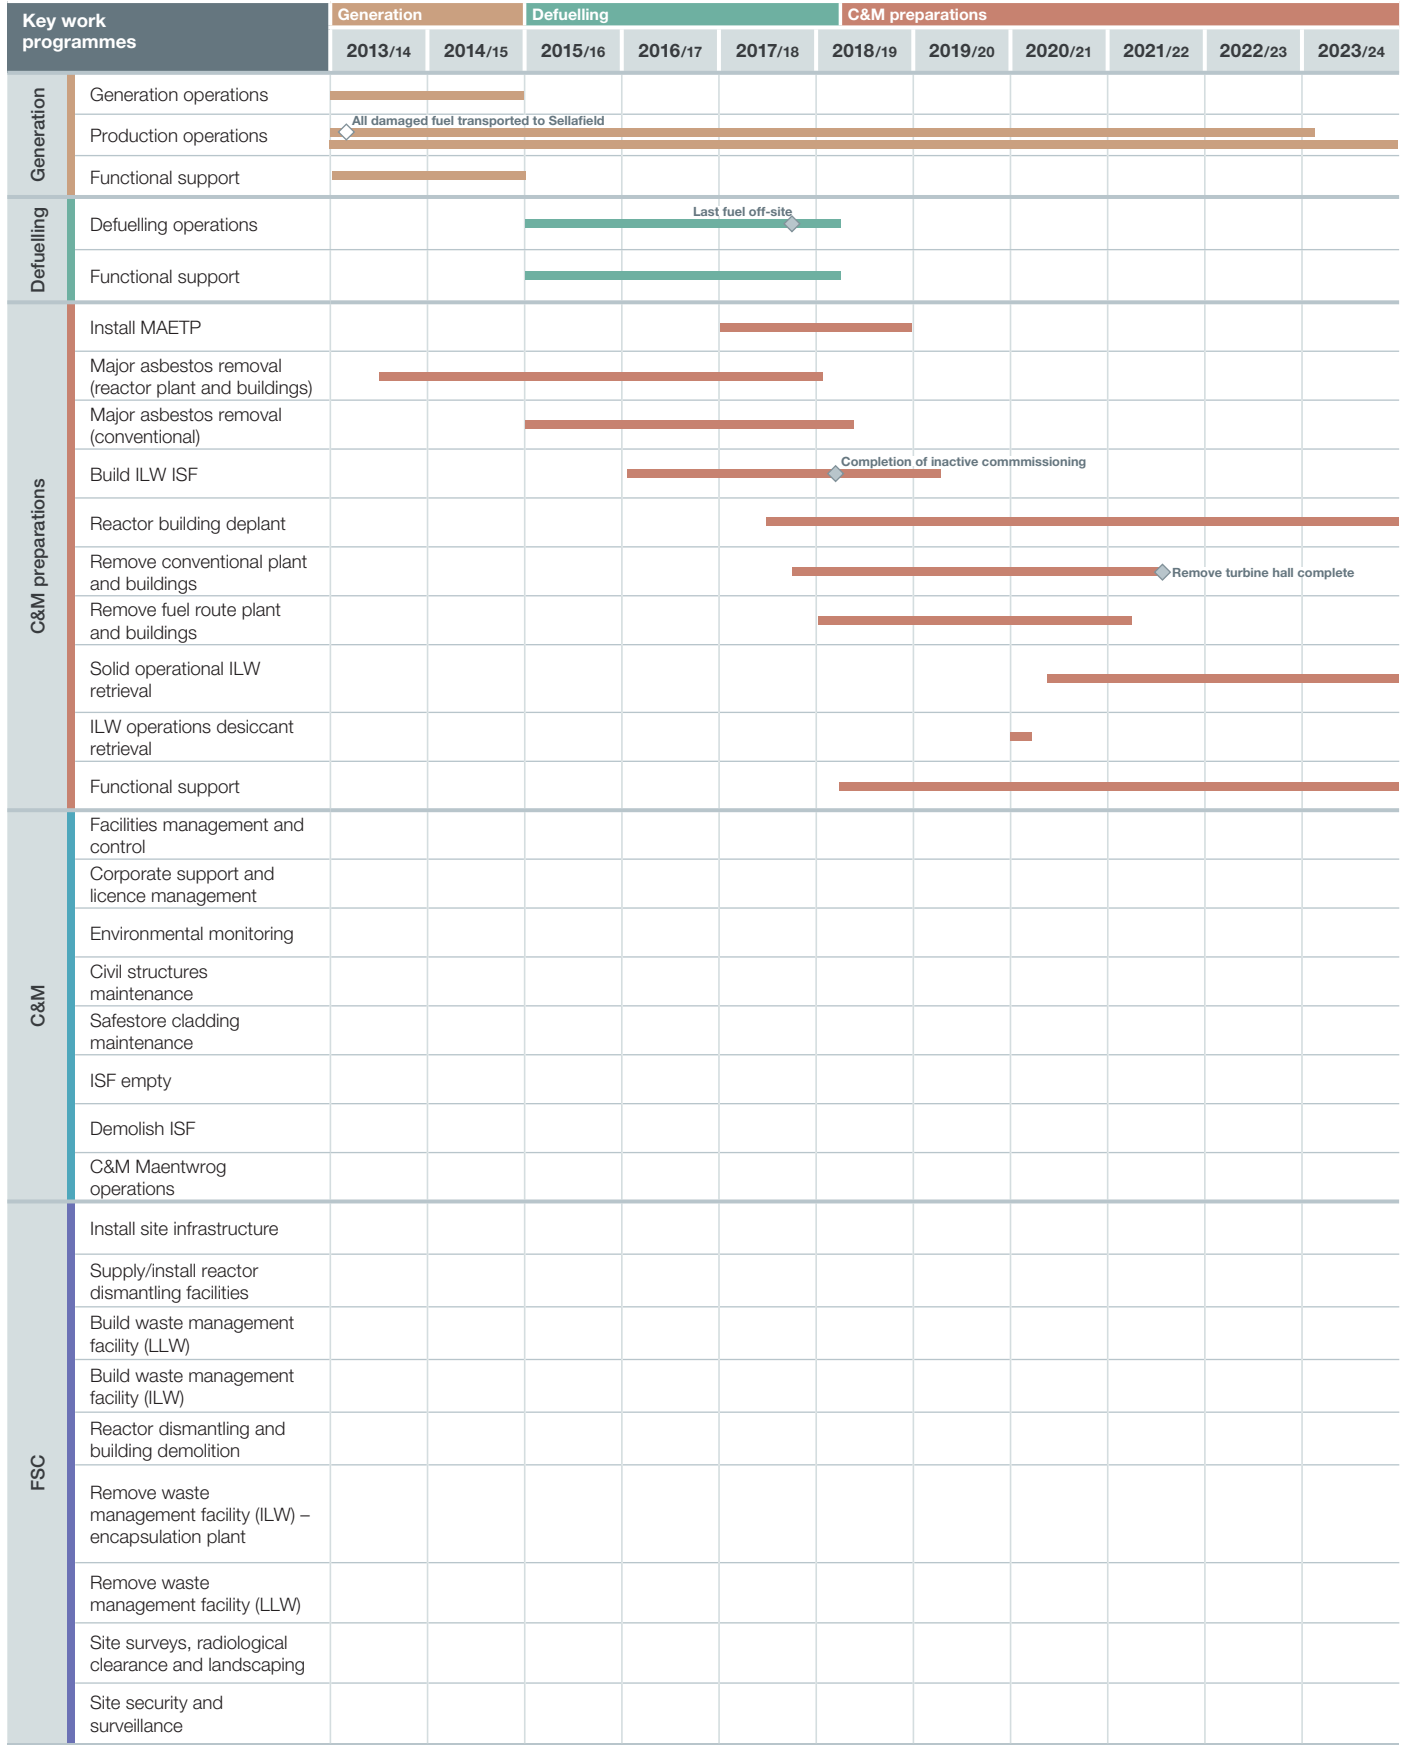 Key work
programmes
Generation
Defuelling
C&M preparations
2013/14
2014/15
2015/16
2016/17
2017/18
2018/19
2019/20
2020/21
2021/22
2022/23
2023/24
Generation
Generation operations
All damaged fuel transported to Sellafield
Production operations
Functional support
Defuelling
Last fuel off-site
Defuelling operations
Functional support
C&M preparations
Install MAETP
Major asbestos removal
(reactor plant and buildings)
Major asbestos removal
(conventional)
Completion of inactive commmissioning
Build ILW ISF
Reactor building deplant
Remove conventional plant
and buildings
Remove turbine hall complete
Remove fuel route plant
and buildings
Solid operational ILW
retrieval
ILW operations desiccant
retrieval
Functional support
C&M
Facilities management and
control
Corporate support and
licence management
Environmental monitoring
Civil structures
maintenance
Safestore cladding
maintenance
ISF empty
Demolish ISF
C&M Maentwrog
operations
FSC
Install site infrastructure
Supply/install reactor
dismantling facilities
Build waste management
facility (LLW)
Build waste management
facility (ILW)
Reactor dismantling and
building demolition
Remove waste
management facility (ILW) –
encapsulation plant
Remove waste
management facility (LLW)
Site surveys, radiological
clearance and landscaping
Site security and
surveillance